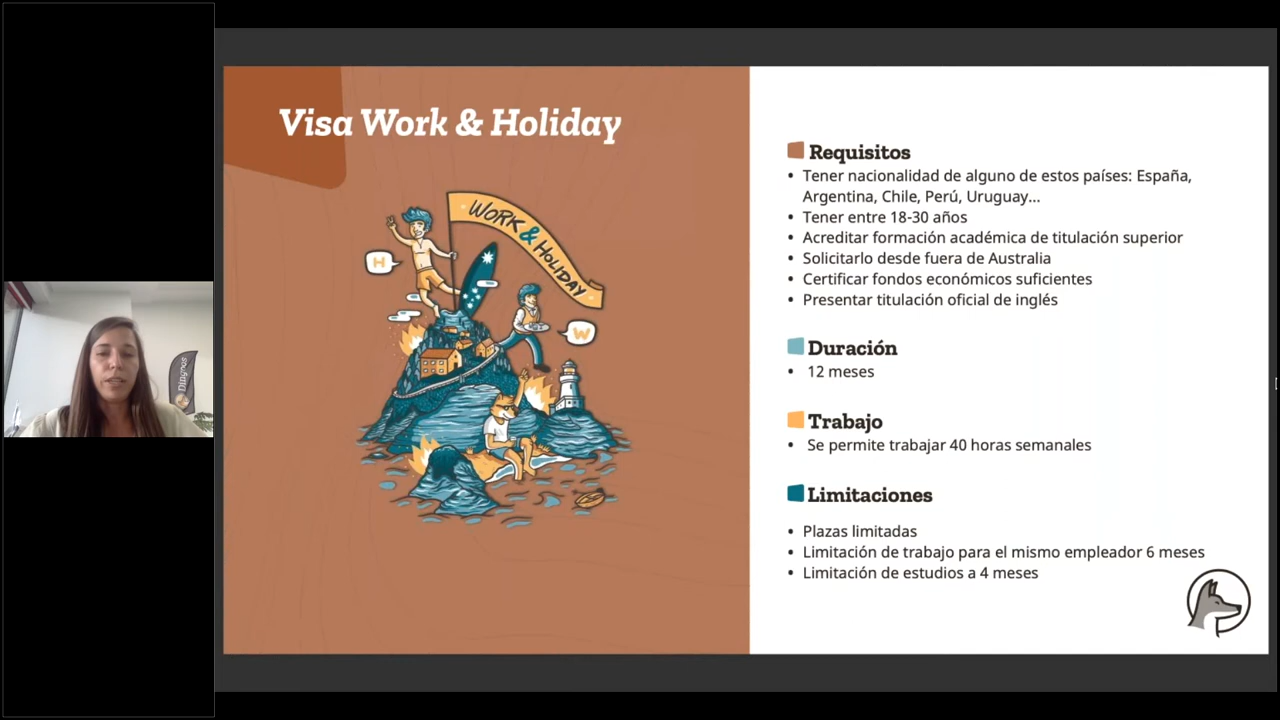 Visa Work & Holiday
WORK & HOLIDAY
H
W
Dingoos
Requisitos
• Tener nacionalidad de alguno de estos países: España,
Argentina, Chile, Perú, Uruguay...
• Tener entre 18-30 años
• Acreditar formación académica de titulación superior
• Solicitarlo desde fuera de Australia
• Certificar fondos económicos suficientes
• Presentar titulación oficial de inglés
Duración
• 12 meses
Trabajo
• Se permite trabajar 40 horas semanales
Limitaciones
• Plazas limitadas
• Limitación de trabajo para el mismo empleador 6 meses
• Limitación de estudios a 4 meses